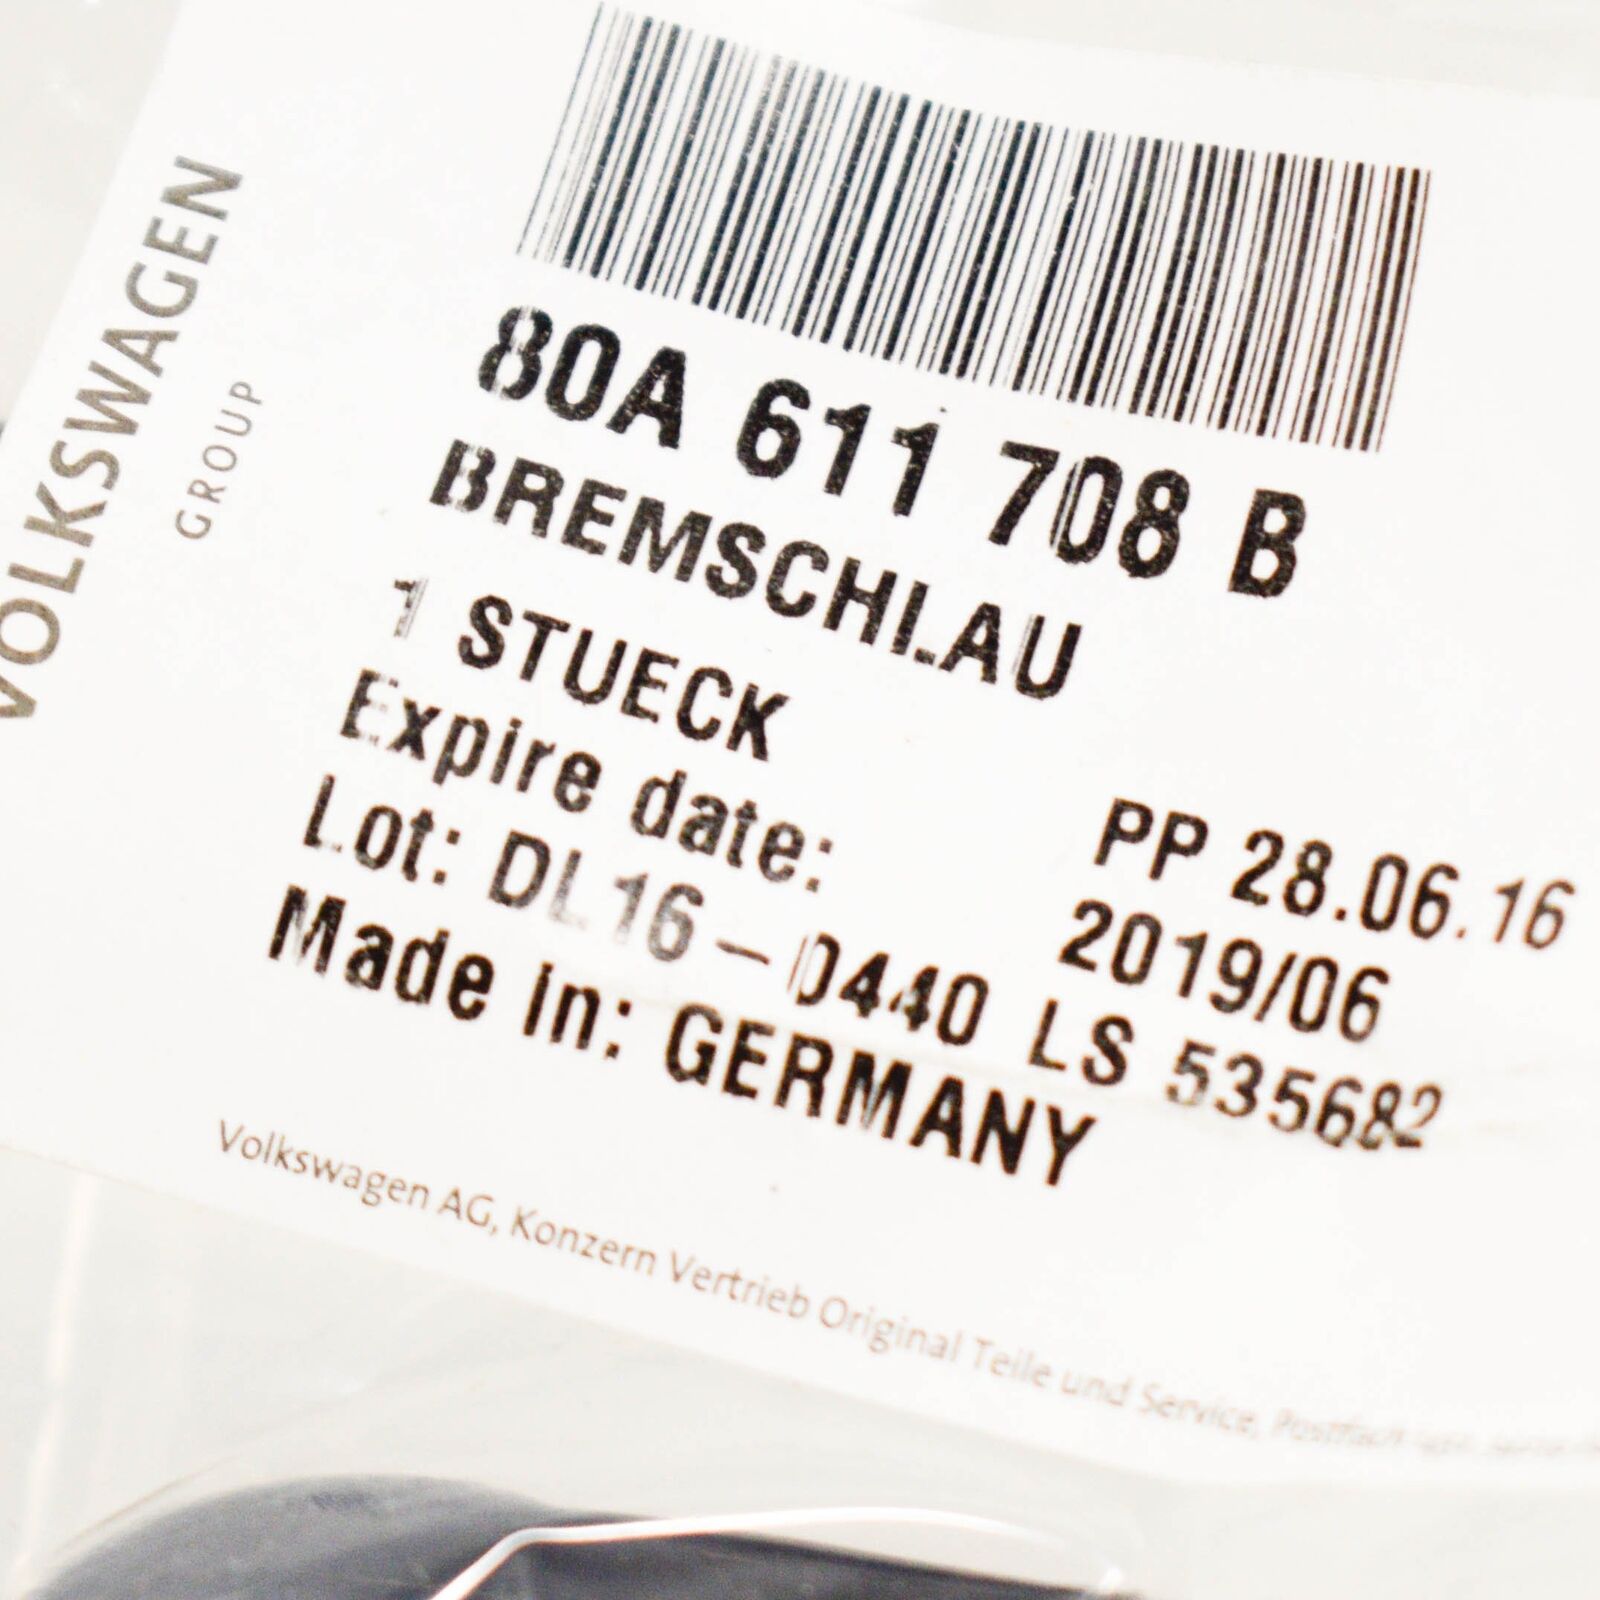 VOLKSWAGEN
GROUP
80A 611 708 B
BREMSCHLAU
1 STUECK
PP 28.06.16
Expire date: 2019/06
Lot: DL16-0440 LS 535682
Made in: GERMANY
Volkswagen AG, Konzern Vertrieb Original Teile und Service, Postfach